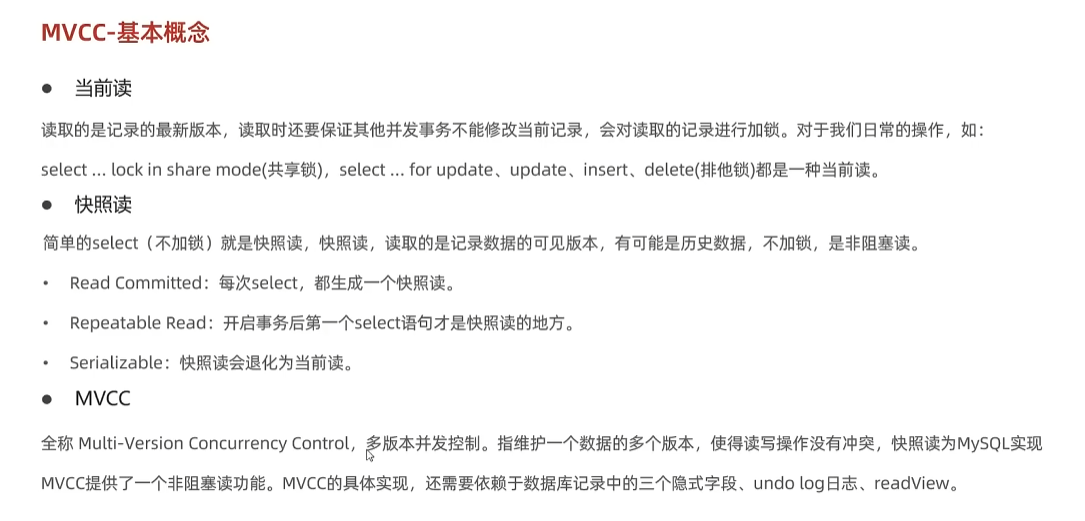 MVCC-基本概念
● 当前读
读取的是记录的最新版本，读取时还要保证其他并发事务不能修改当前记录，会对读取的记录进行加锁。对于我们日常的操作，如：
select ... lock in share mode(共享锁)，select ... for update、update、insert、delete(排他锁)都是一种当前读。
● 快照读
简单的select（不加锁）就是快照读，快照读，读取的是记录数据的可见版本，有可能是历史数据，不加锁，是非阻塞读。
• Read Committed：每次select，都生成一个快照读。
• Repeatable Read：开启事务后第一个select语句才是快照读的地方。
• Serializable：快照读会退化为当前读。
● MVCC
全称 Multi-Version Concurrency Control，多版本并发控制。指维护一个数据的多个版本，使得读写操作没有冲突，快照读为MySQL实现
MVCC提供了一个非阻塞读功能。MVCC的具体实现，还需要依赖于数据库记录中的三个隐式字段、undo log日志、readView。